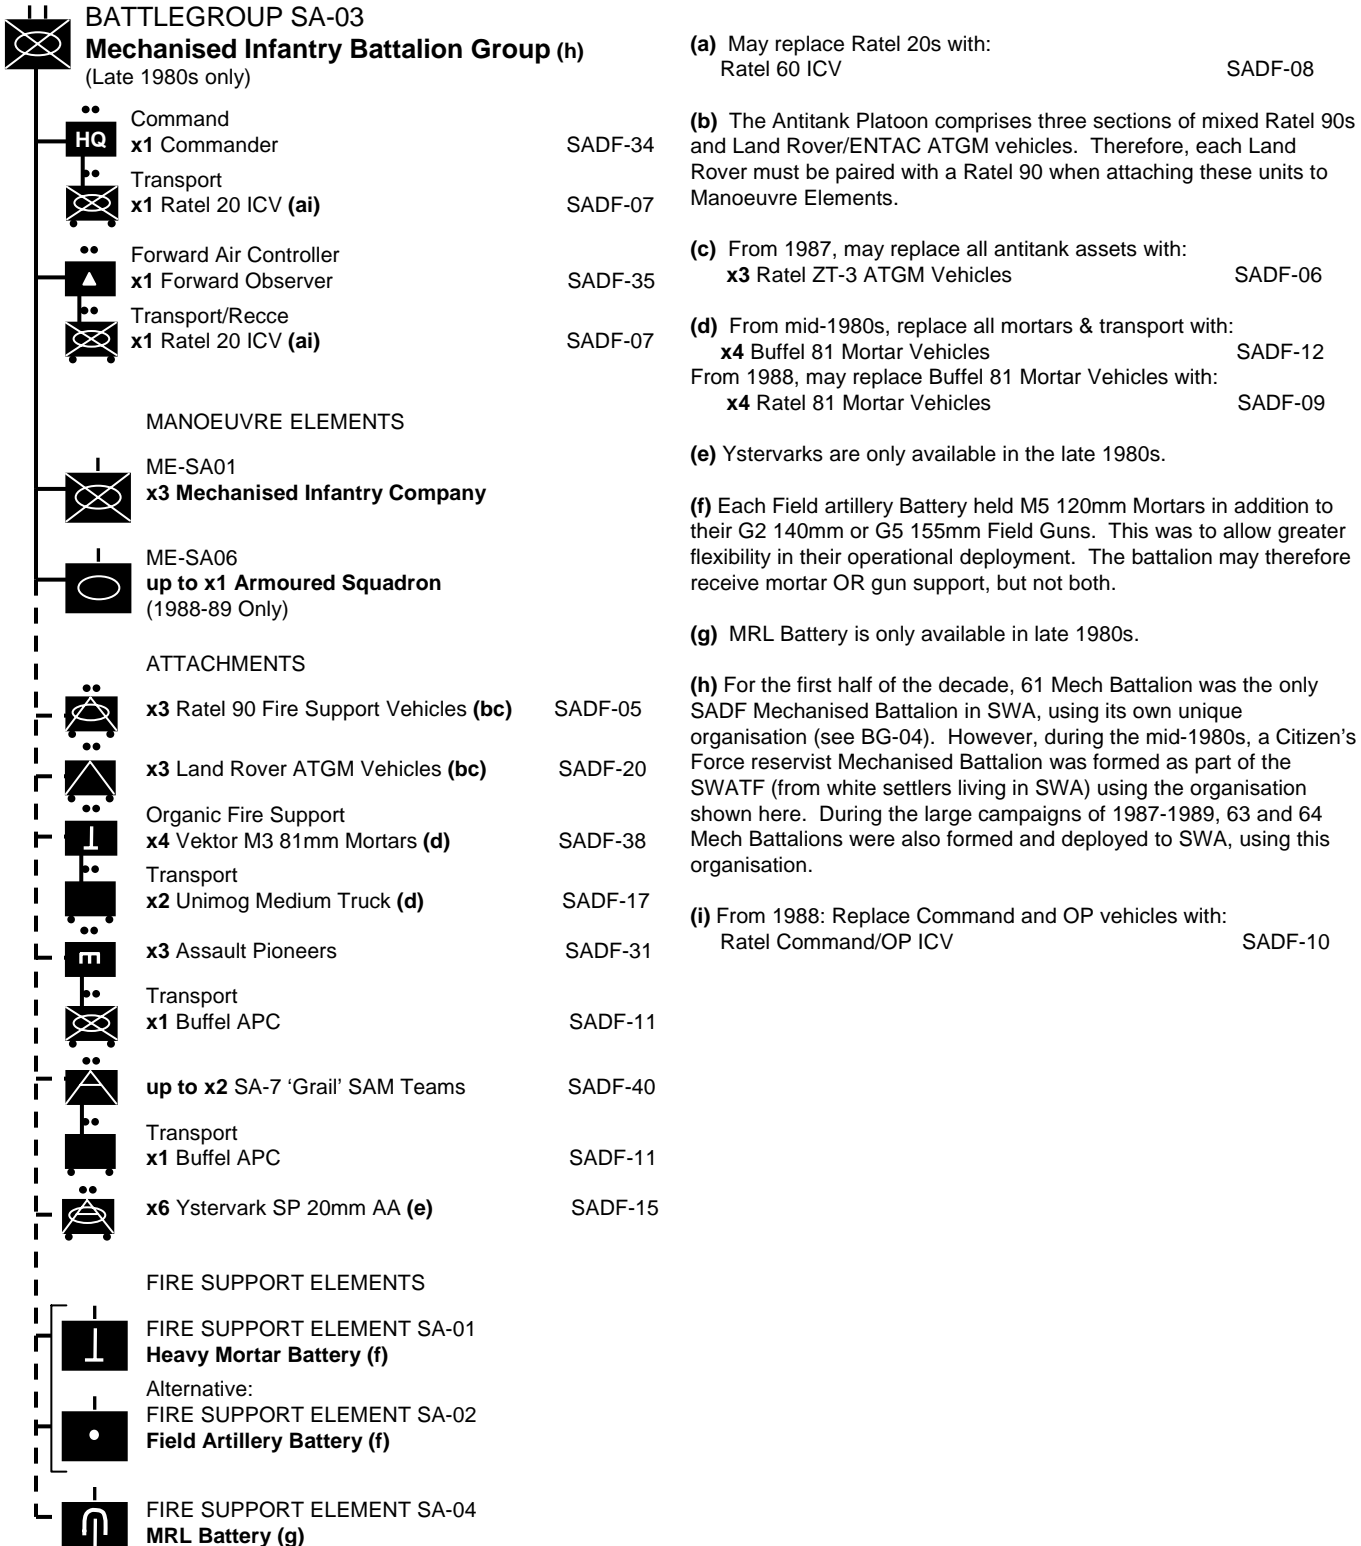 BATTLEGROUP SA-03
Mechanised Infantry Battalion Group (h)
(Late 1980s only)
Command
HQ x1 Commander SADF-34
Transport
x1 Ratel 20 ICV (ai) SADF-07
Forward Air Controller
x1 Forward Observer SADF-35
Transport/Recce
x1 Ratel 20 ICV (ai) SADF-07
MANOEUVRE ELEMENTS
ME-SA01
x3 Mechanised Infantry Company
ME-SA06
up to x1 Armoured Squadron
(1988-89 Only)
ATTACHMENTS
x3 Ratel 90 Fire Support Vehicles (bc) SADF-05
x3 Land Rover ATGM Vehicles (bc) SADF-20
Organic Fire Support
x4 Vektor M3 81mm Mortars (d) SADF-38
Transport
x2 Unimog Medium Truck (d) SADF-17
x3 Assault Pioneers SADF-31
Transport
x1 Buffel APC SADF-11
up to x2 SA-7 ‘Grail’ SAM Teams SADF-40
Transport
x1 Buffel APC SADF-11
x6 Ystervark SP 20mm AA (e) SADF-15
FIRE SUPPORT ELEMENTS
FIRE SUPPORT ELEMENT SA-01
Heavy Mortar Battery (f)
Alternative:
FIRE SUPPORT ELEMENT SA-02
Field Artillery Battery (f)
FIRE SUPPORT ELEMENT SA-04
MRL Battery (g)
(a) May replace Ratel 20s with:
Ratel 60 ICV SADF-08
(b) The Antitank Platoon comprises three sections of mixed Ratel 90s
and Land Rover/ENTAC ATGM vehicles. Therefore, each Land
Rover must be paired with a Ratel 90 when attaching these units to
Manoeuvre Elements.
(c) From 1987, may replace all antitank assets with:
x3 Ratel ZT-3 ATGM Vehicles SADF-06
(d) From mid-1980s, replace all mortars & transport with:
x4 Buffel 81 Mortar Vehicles SADF-12
From 1988, may replace Buffel 81 Mortar Vehicles with:
x4 Ratel 81 Mortar Vehicles SADF-09
(e) Ystervarks are only available in the late 1980s.
(f) Each Field artillery Battery held M5 120mm Mortars in addition to
their G2 140mm or G5 155mm Field Guns. This was to allow greater
flexibility in their operational deployment. The battalion may therefore
receive mortar OR gun support, but not both.
(g) MRL Battery is only available in late 1980s.
(h) For the first half of the decade, 61 Mech Battalion was the only
SADF Mechanised Battalion in SWA, using its own unique
organisation (see BG-04). However, during the mid-1980s, a Citizen’s
Force reservist Mechanised Battalion was formed as part of the
SWATF (from white settlers living in SWA) using the organisation
shown here. During the large campaigns of 1987-1989, 63 and 64
Mech Battalions were also formed and deployed to SWA, using this
organisation.
(i) From 1988: Replace Command and OP vehicles with:
Ratel Command/OP ICV SADF-10